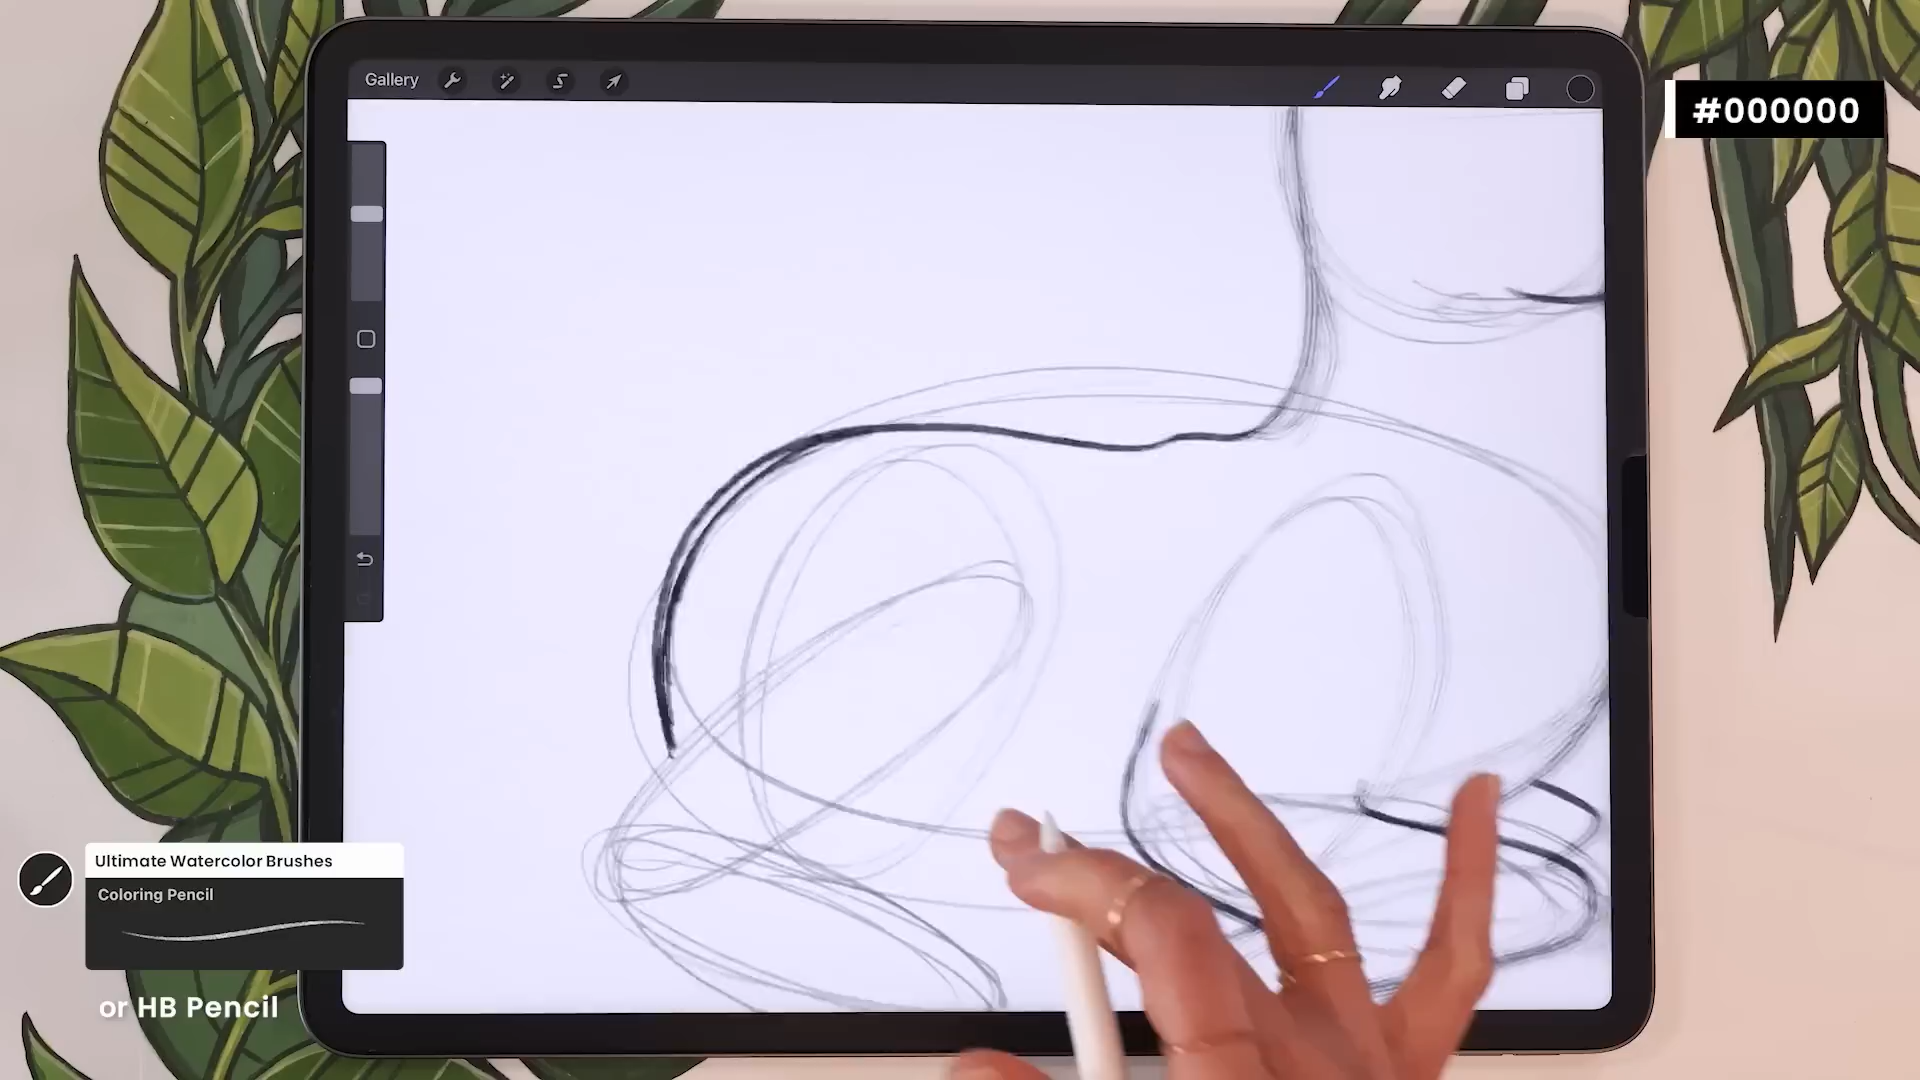 Gallery
#000000
Ultimate Watercolor Brushes
Coloring Pencil
or HB Pencil